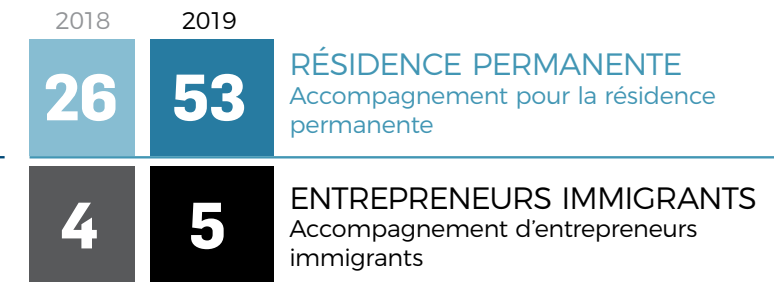 2018 2019
26 53 RÉSIDENCE PERMANENTE
Accompagnement pour la résidence
permanente
4 5 ENTREPRENEURS IMMIGRANTS
Accompagnement d’entrepreneurs
immigrants